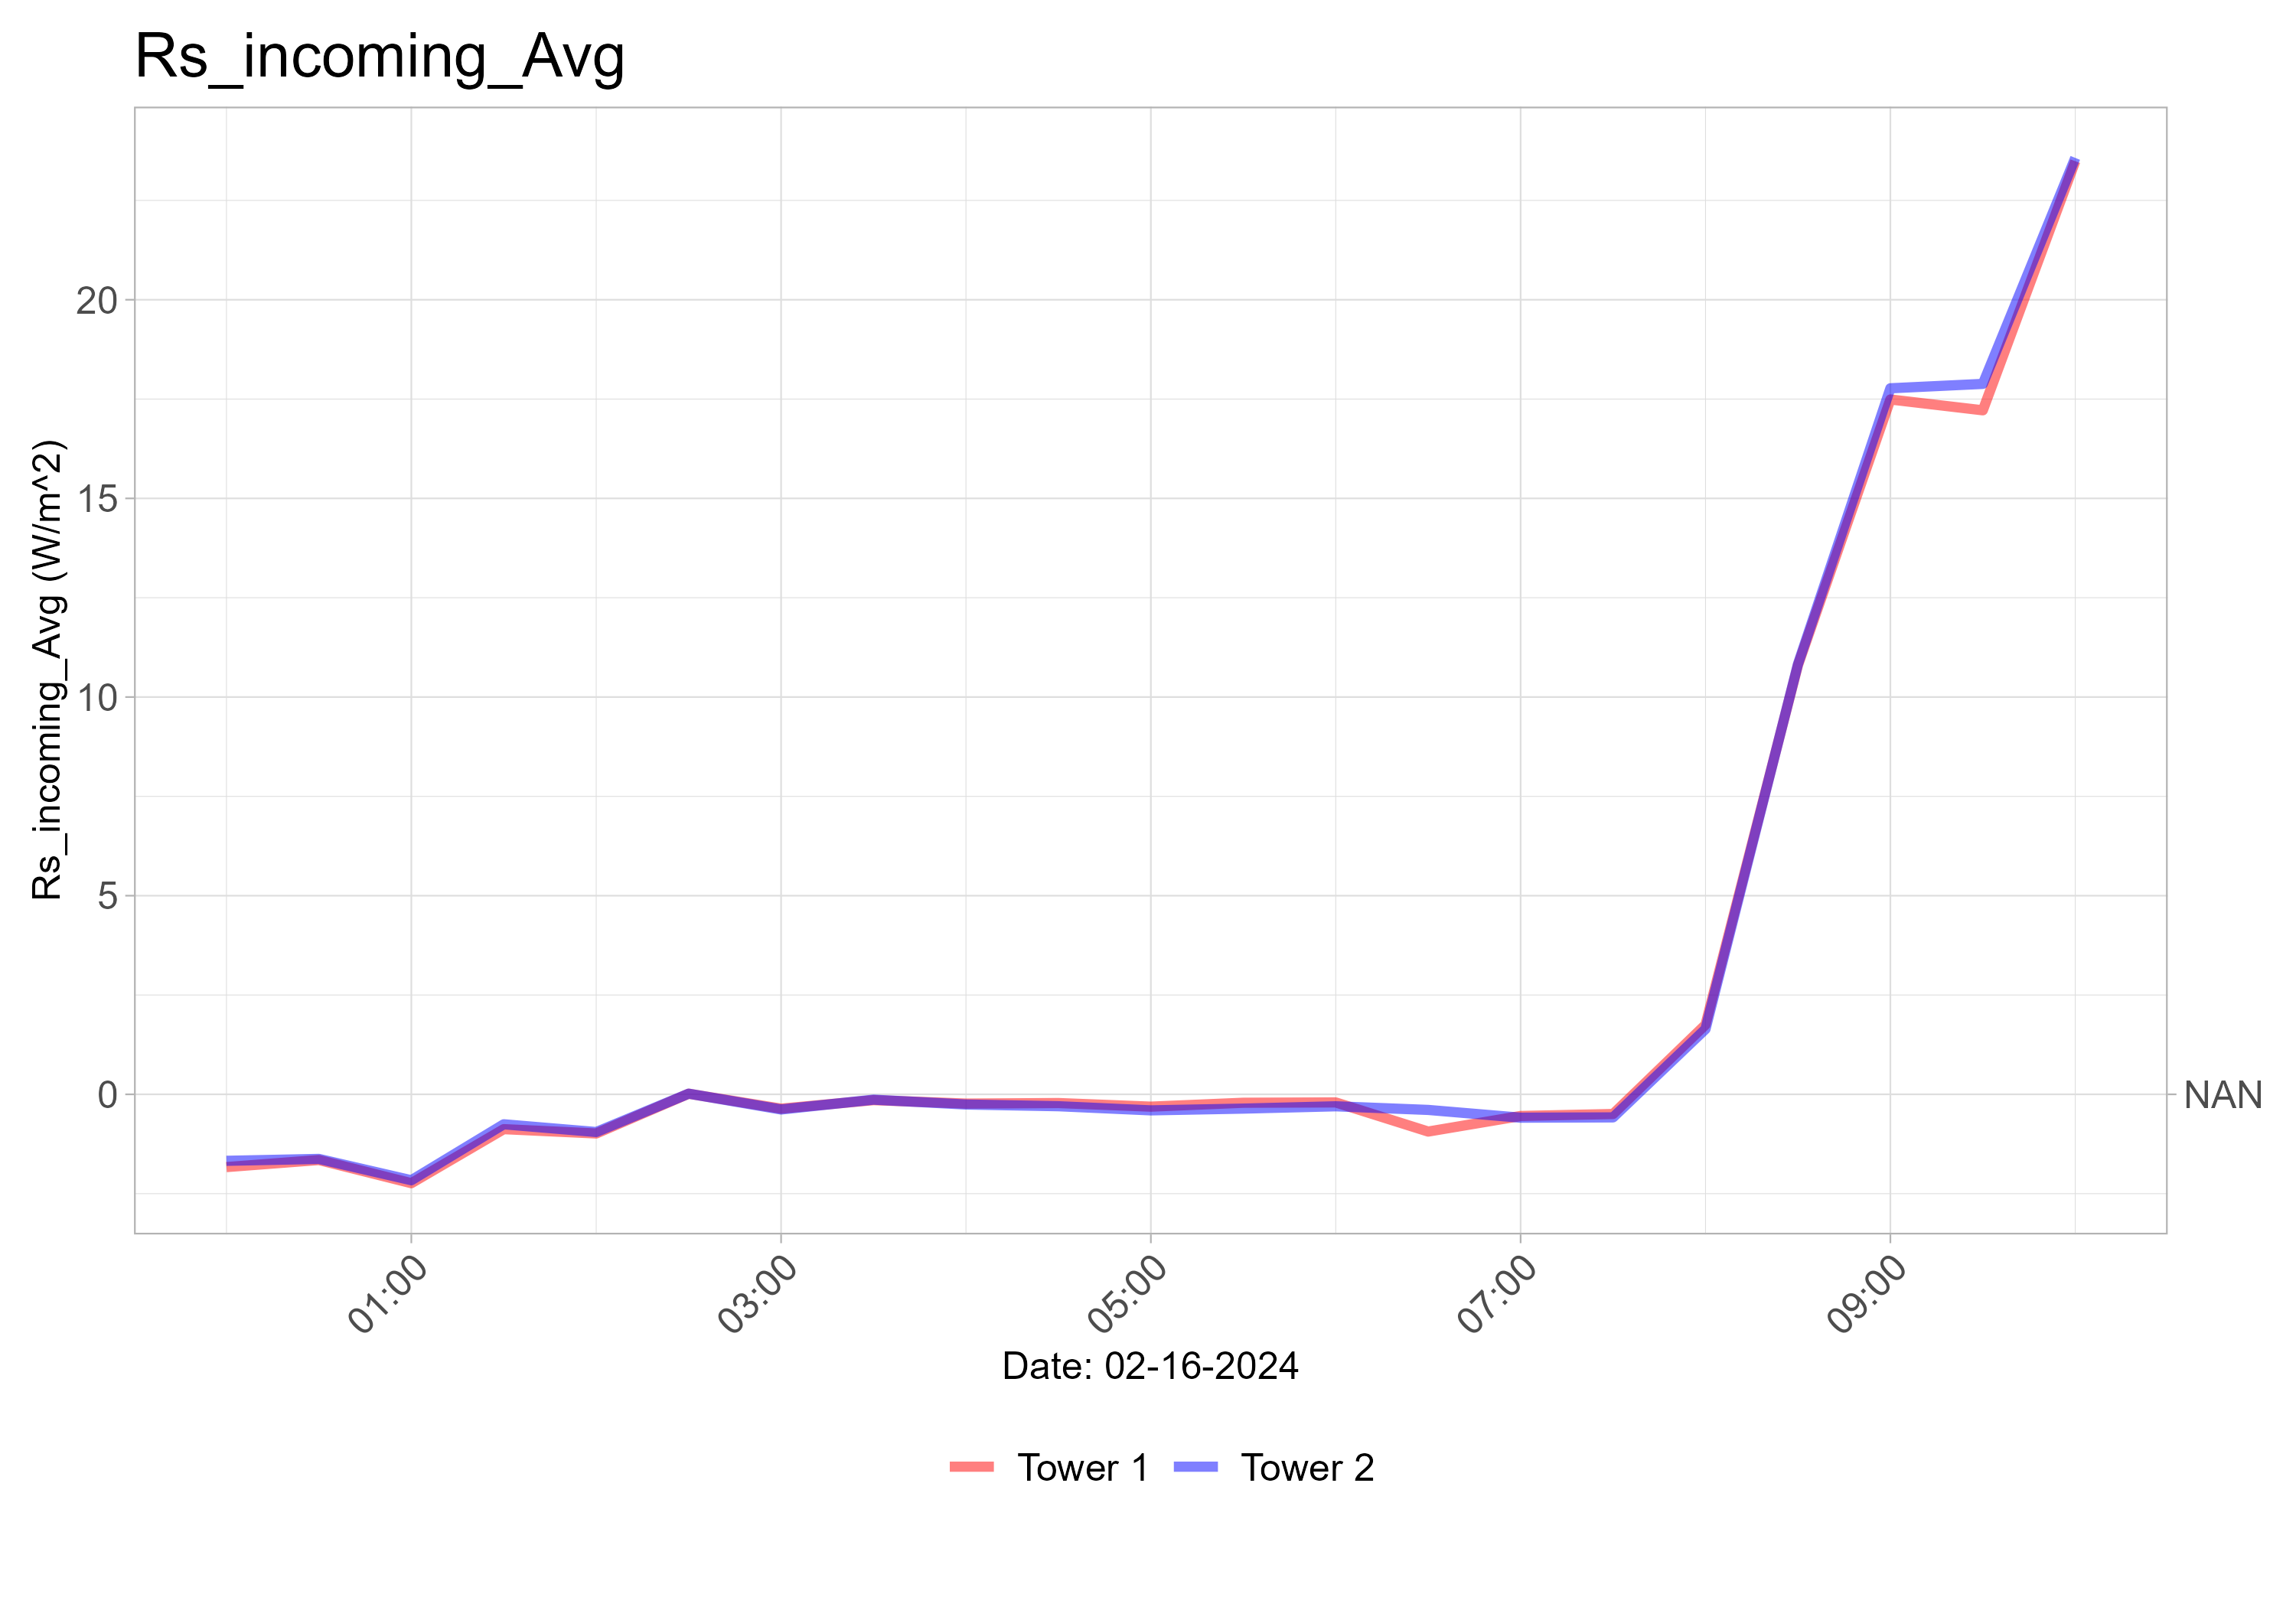 Rs_incoming_Avg
Rs_incoming_Avg (W/m^2)
20
15
10
5
0
NAN
01:00
03:00
05:00
07:00
09:00
Date: 02-16-2024
Tower 1
Tower 2